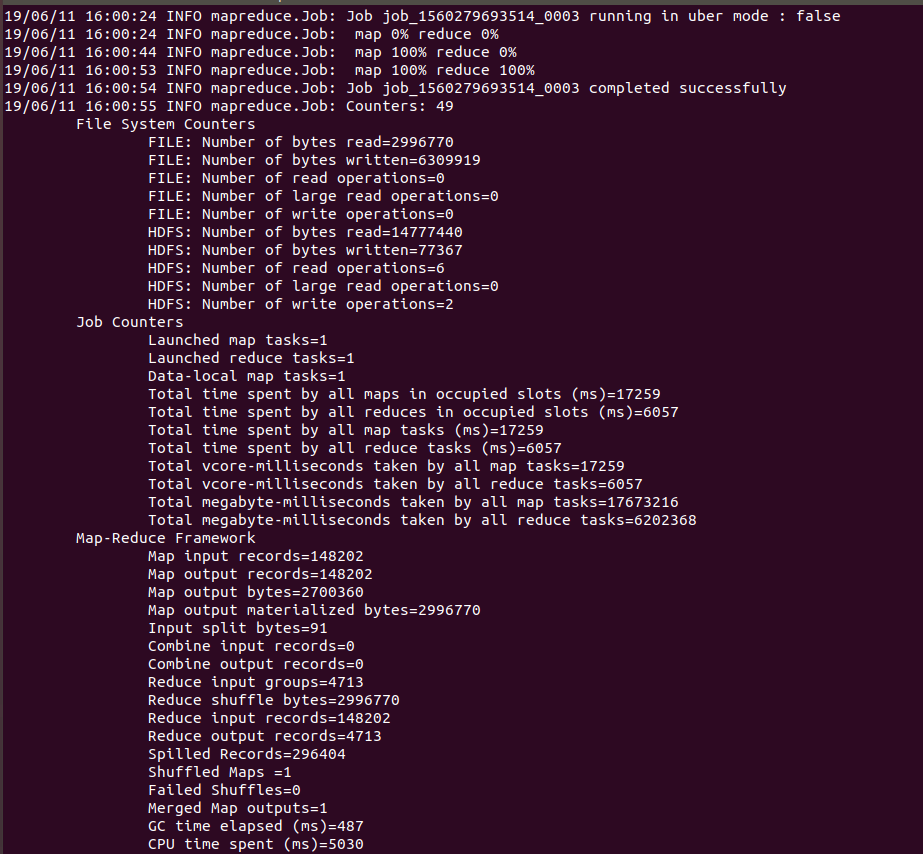 19/06/11 16:00:24 INFO mapreduce.Job: Job job_1560279693514_0003 running in uber mode : false
19/06/11 16:00:24 INFO mapreduce.Job:  map 0% reduce 0%
19/06/11 16:00:44 INFO mapreduce.Job:  map 100% reduce 0%
19/06/11 16:00:53 INFO mapreduce.Job:  map 100% reduce 100%
19/06/11 16:00:54 INFO mapreduce.Job: Job job_1560279693514_0003 completed successfully
19/06/11 16:00:55 INFO mapreduce.Job: Counters: 49
File System Counters
FILE: Number of bytes read=2996770
FILE: Number of bytes written=6309919
FILE: Number of read operations=0
FILE: Number of large read operations=0
FILE: Number of write operations=0
HDFS: Number of bytes read=14777440
HDFS: Number of bytes written=77367
HDFS: Number of read operations=6
HDFS: Number of large read operations=0
HDFS: Number of write operations=2
Job Counters
Launched map tasks=1
Launched reduce tasks=1
Data-local map tasks=1
Total time spent by all maps in occupied slots (ms)=17259
Total time spent by all reduces in occupied slots (ms)=6057
Total time spent by all map tasks (ms)=17259
Total time spent by all reduce tasks (ms)=6057
Total vcore-milliseconds taken by all map tasks=17259
Total vcore-milliseconds taken by all reduce tasks=6057
Total megabyte-milliseconds taken by all map tasks=17673216
Total megabyte-milliseconds taken by all reduce tasks=6202368
Map-Reduce Framework
Map input records=148202
Map output records=148202
Map output bytes=2700360
Map output materialized bytes=2996770
Input split bytes=91
Combine input records=0
Combine output records=0
Reduce input groups=4713
Reduce shuffle bytes=2996770
Reduce input records=148202
Reduce output records=4713
Spilled Records=296404
Shuffled Maps =1
Failed Shuffles=0
Merged Map outputs=1
GC time elapsed (ms)=487
CPU time spent (ms)=5030